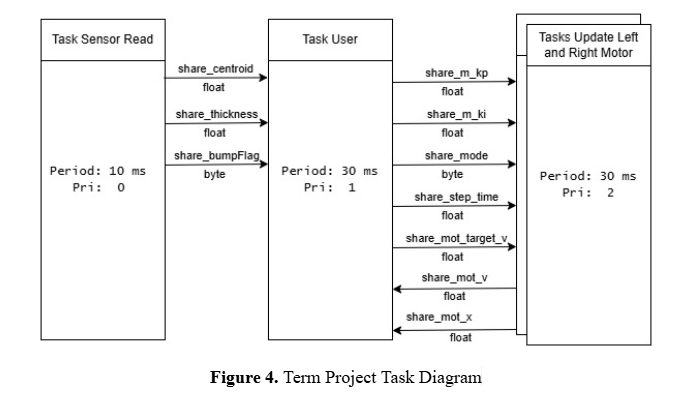 Task Sensor Read
Period: 10 ms
Pri: 0
share_centroid
float
share_thickness
float
share_bumpFlag
byte
Task User
Period: 30 ms
Pri: 1
share_m_kp
float
share_m_ki
float
share_mode
byte
share_step_time
float
share_mot_target_v
float
share_mot_v
float
share_mot_x
float
Tasks Update Left
and Right Motor
Period: 30 ms
Pri: 2
Figure 4. Term Project Task Diagram